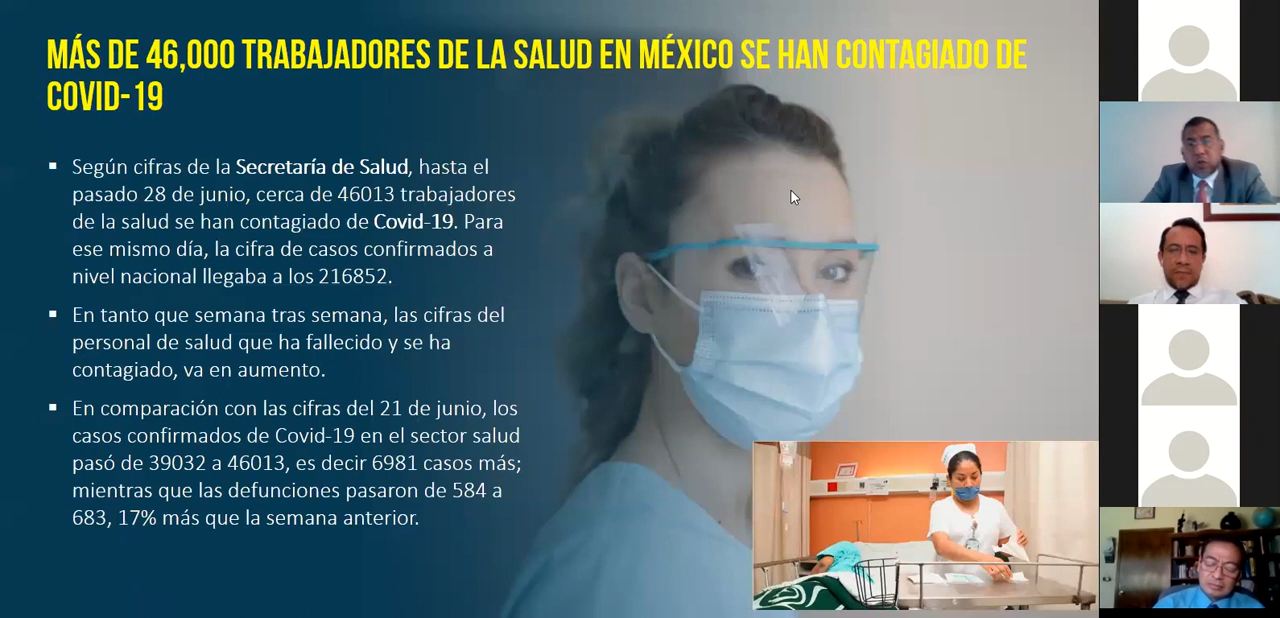 MÁS DE 46,000 TRABAJADORES DE LA SALUD EN MÉXICO SE HAN CONTAGIADO DE
COVID-19
▪ Según cifras de la Secretaría de Salud, hasta el
pasado 28 de junio, cerca de 46013 trabajadores
de la salud se han contagiado de Covid-19. Para
ese mismo día, la cifra de casos confirmados a
nivel nacional llegaba a los 216852.
▪ En tanto que semana tras semana, las cifras del
personal de salud que ha fallecido y se ha
contagiado, va en aumento.
▪ En comparación con las cifras del 21 de junio, los
casos confirmados de Covid-19 en el sector salud
pasó de 39032 a 46013, es decir 6981 casos más;
mientras que las defunciones pasaron de 584 a
683, 17% más que la semana anterior.